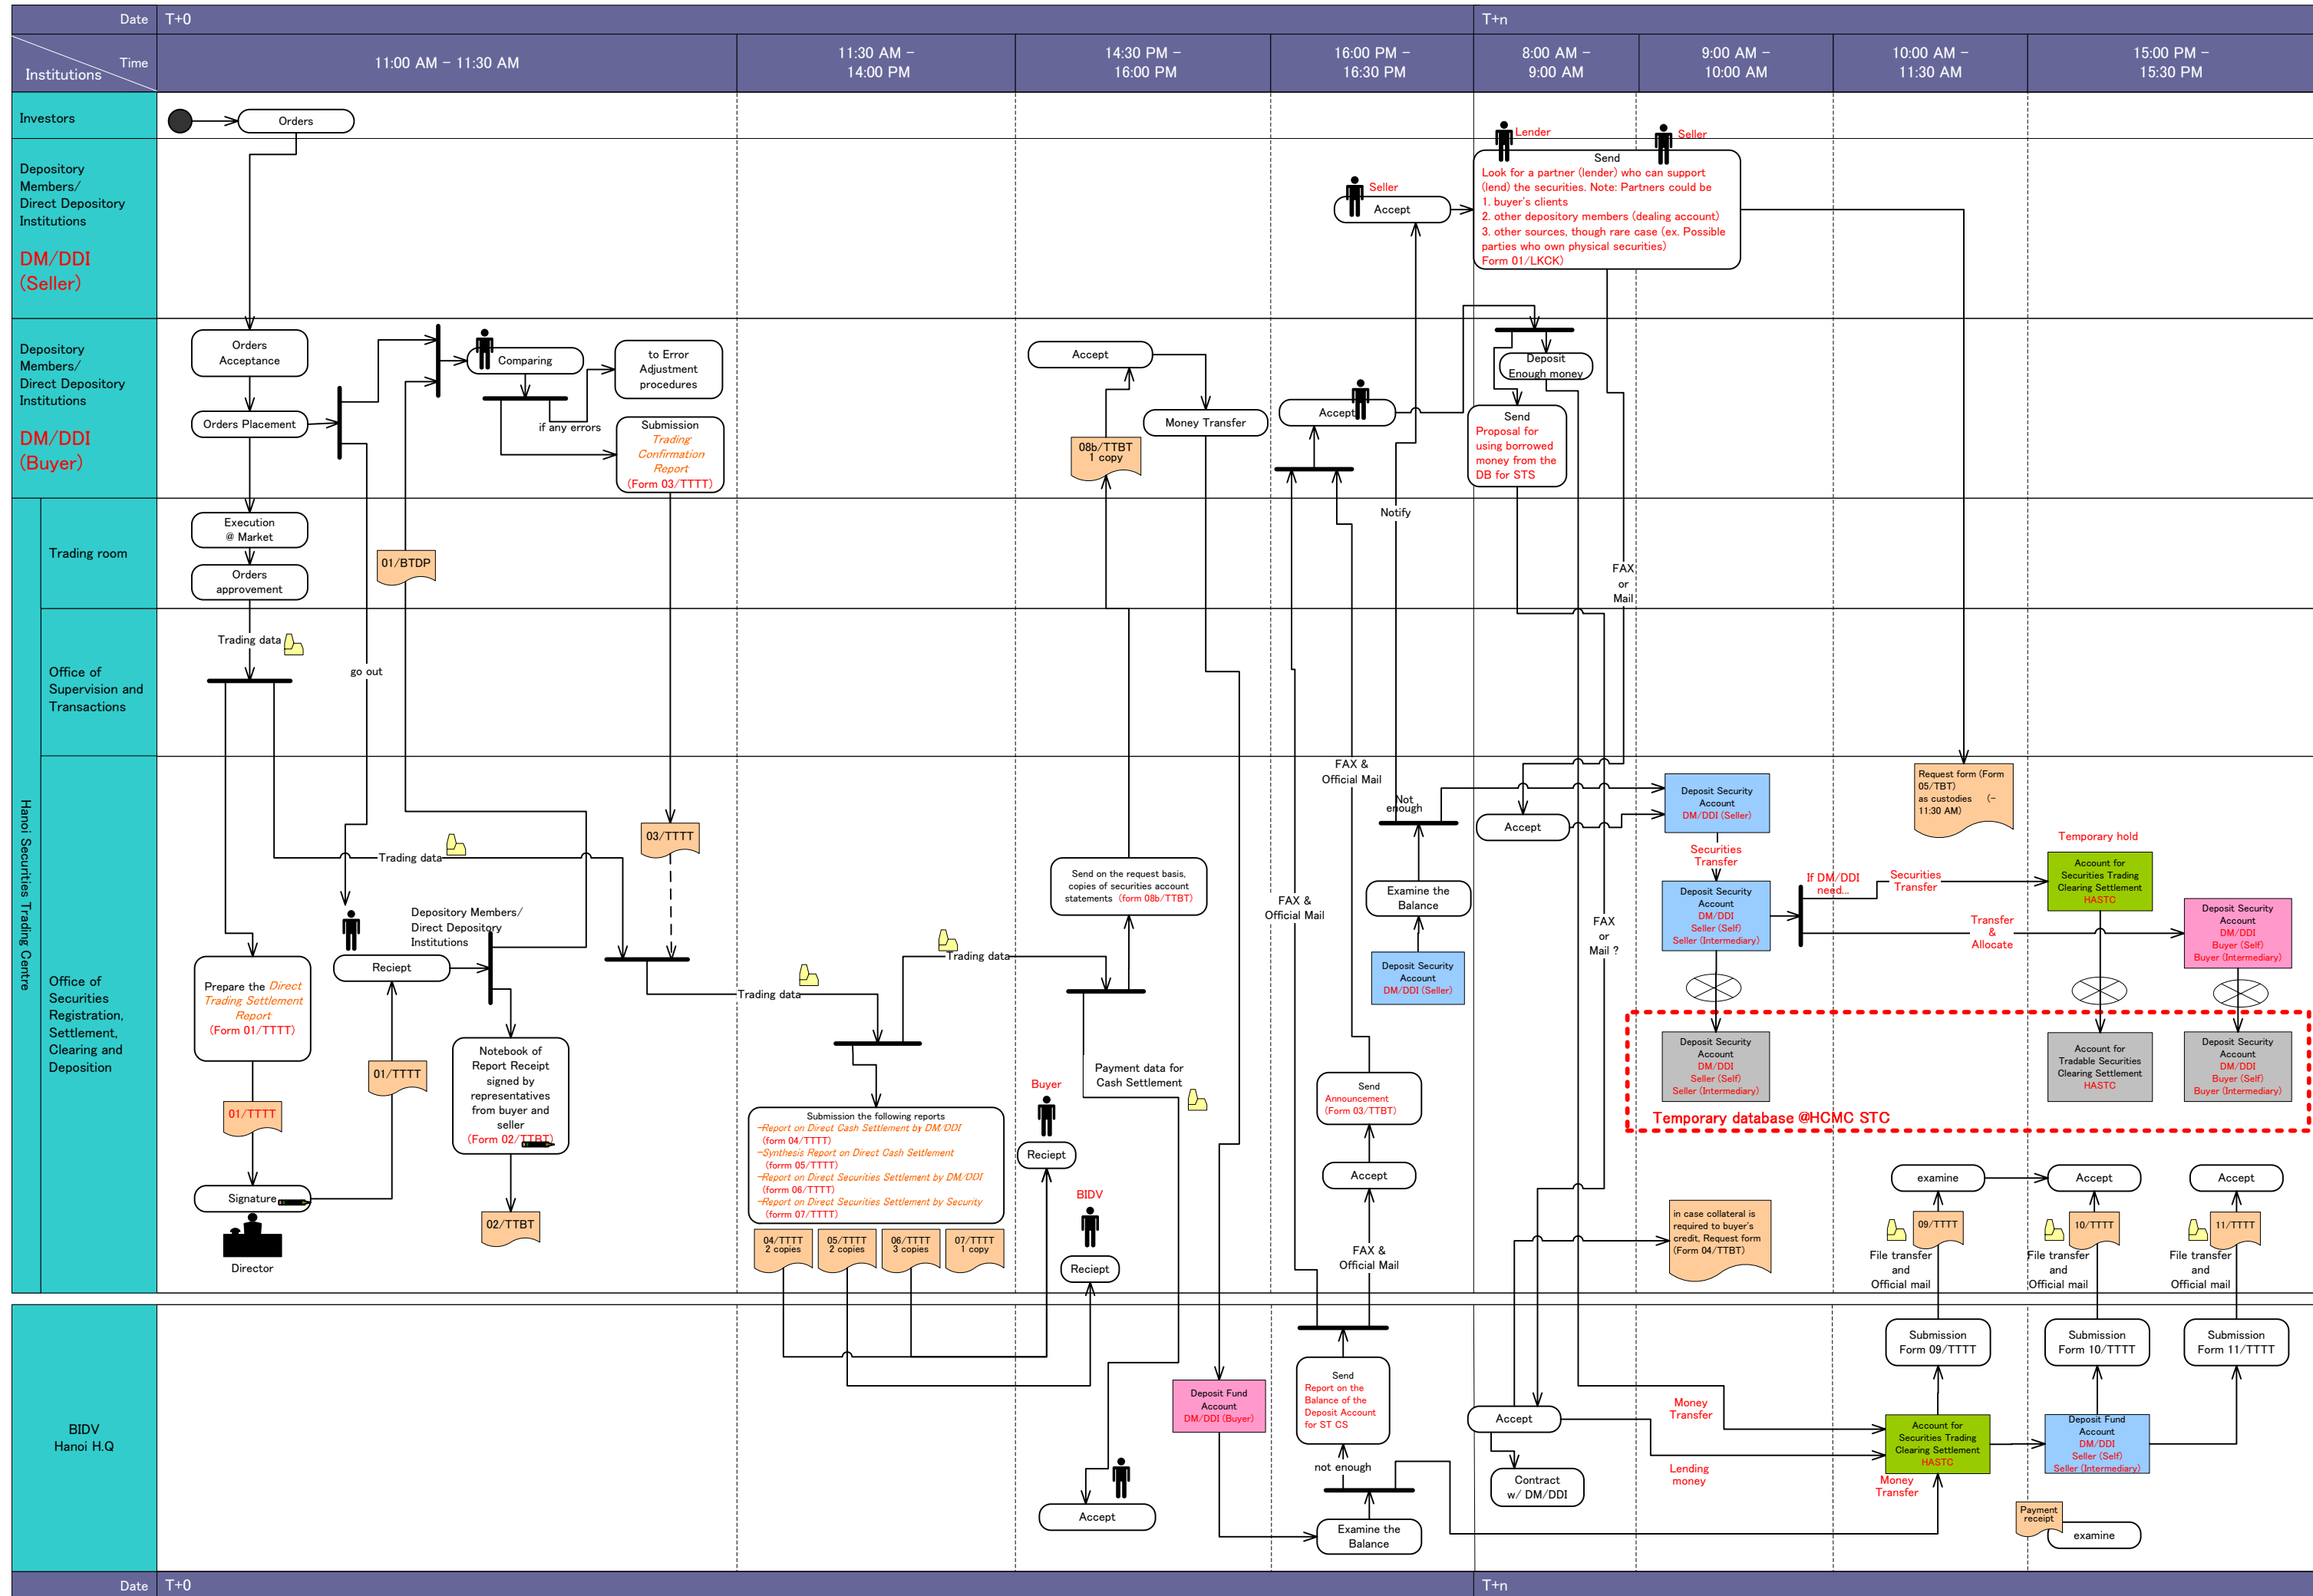 Date
T+0
T+n
Time
Institutions
11:00 AM – 11:30 AM
11:30 AM –
14:00 PM
14:30 PM –
16:00 PM
16:00 PM –
16:30 PM
8:00 AM –
9:00 AM
9:00 AM –
10:00 AM
10:00 AM –
11:30 AM
15:00 PM –
15:30 PM
Investors
Orders
Depository
Members/
Direct Depository
Institutions
DM/DDI
(Seller)
Lender
Seller
Send
Look for a partner (lender) who can support
(lend) the securities. Note: Partners could be
1. buyer's clients
2. other depository members (dealing account)
3. other sources, though rare case (ex. Possible
parties who own physical securities)
Form 01/LKCK)
Seller
Accept
Depository
Members/
Direct Depository
Institutions
DM/DDI
(Buyer)
Orders
Acceptance
Orders Placement
Comparing
if any errors
to Error
Adjustment
procedures
Submission
Trading
Confirmation
Report
(Form 03/TTTT)
Accept
Money Transfer
08b/TTBT
1 copy
Accept
Deposit
Enough money
Send
Proposal for
using borrowed
money from the
DB for STS
Hanoi Securities Trading Centre
Trading room
Execution
@ Market
Orders
approvement
01/BTDP
Notify
FAX
or
Mail
Office of
Supervision and
Transactions
Trading data
go out
Office of
Securities
Registration,
Settlement,
Clearing and
Deposition
Prepare the Direct
Trading Settlement
Report
(Form 01/TTTT)
01/TTTT
Signature
Director
Trading data
Depository Members/
Direct Depository
Institutions
Reciept
01/TTTT
Notebook of
Report Receipt
signed by
representatives
from buyer and
seller
(Form 02/TTBT)
02/TTBT
03/TTTT
Trading data
Trading data
Submission the following reports
-Report on Direct Cash Settlement by DM/DDI
(form 04/TTTT)
-Synthesis Report on Direct Cash Settlement
(form 05/TTTT)
-Report on Direct Securities Settlement by DM/DDI
(forrm 06/TTTT)
-Report on Direct Securities Settlement by Security
(forrm 07/TTTT)
04/TTTT
2 copies
05/TTTT
2 copies
06/TTTT
3 copies
07/TTTT
1 copy
Send on the request basis,
copies of securities account
statements (form 08b/TTBT)
Payment data for
Cash Settlement
Buyer
Reciept
BIDV
Reciept
FAX &
Official Mail
FAX &
Official Mail
Not
enough
Examine the
Balance
Deposit Security
Account
DM/DDI (Seller)
Send
Announcement
(Form 03/TTBT)
Accept
FAX &
Official Mail
Accept
FAX
or
Mail ?
Deposit Security
Account
DM/DDI (Seller)
Securities
Transfer
Deposit Security
Account
DM/DDI
Seller (Self)
Seller (Intermediary)
If DM/DDI
need...
Securities
Transfer
Transfer
&
Allocate
Request form (Form
05/TBT)
as custodies (-
11:30 AM)
Temporary hold
Account for
Securities Trading
Clearing Settlement
HASTC
Deposit Security
Account
DM/DDI
Buyer (Self)
Buyer (Intermediary)
Deposit Security
Account
DM/DDI
Seller (Self)
Seller (Intermediary)
Account for
Tradable Securities
Clearing Settlement
HASTC
Deposit Security
Account
DM/DDI
Buyer (Self)
Buyer (Intermediary)
Temporary database @HCMC STC
in case collateral is
required to buyer's
credit, Request form
(Form 04/TTBT)
examine
Accept
Accept
09/TTTT
10/TTTT
11/TTTT
File transfer
and
Official mail
File transfer
and
Official mail
File transfer
and
Official mail
BIDV
Hanoi H.Q
Accept
Deposit Fund
Account
DM/DDI (Buyer)
Send
Report on the
Balance of the
Deposit Account
for ST CS
not enough
Examine the
Balance
Accept
Contract
w/ DM/DDI
Money
Transfer
Lending
money
Submission
Form 09/TTTT
Submission
Form 10/TTTT
Submission
Form 11/TTTT
Account for
Securities Trading
Clearing Settlement
HASTC
Money
Transfer
Deposit Fund
Account
DM/DDI
Seller (Self)
Seller (Intermediary)
Payment
receipt
examine
Date
T+0
T+n